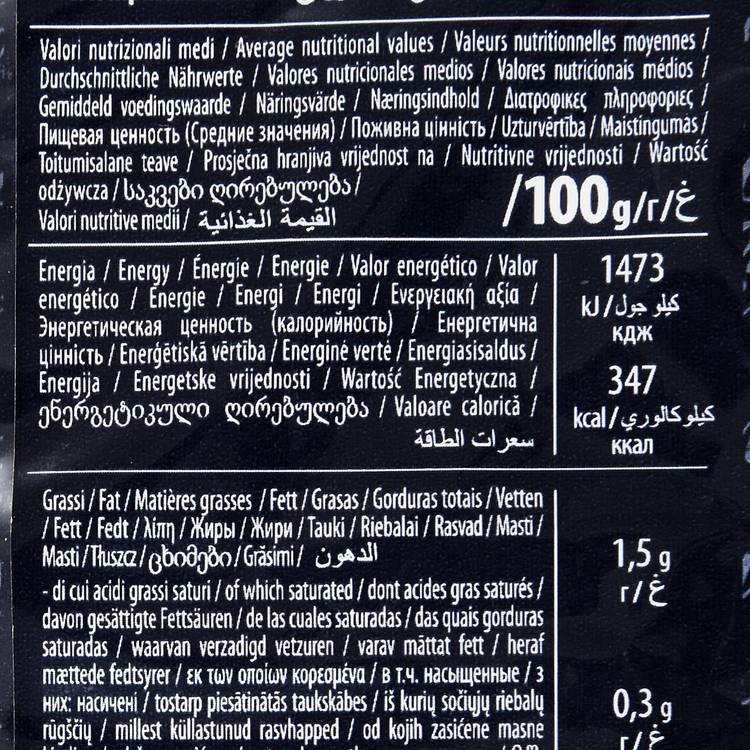 Valori nutrizionali medi / Average nutritional values / Valeurs nutritionnelles moyennes /
Durchschnittliche Nährwerte / Valores nutricionales medios / Valores nutricionais médios /
Gemiddeld voedingswaarde / Näringsvärde / Næringsindhold / Διατροφικες πληροφοριες /
Пищевая ценность (Средние значения) / Поживна цінність / Uzturvērtība / Maistingumas /
Toitumisalane teave / Prosječna hranjiva vrijednost na / Nutritivne vrijednosti / Wartość
odżywcza / საკვები ღირებულება /
Valori nutritive medii / القيمة الغذائية
/100g/г/غ
Energia / Energy / Énergie / Energie / Valor energético / Valor
energético / Energie / Energi / Energi / Ενεργειακή αξία /
Энергетическая ценность (калорийность) / Енергетична
цінність / Enerģētiskā vērtība / Energinė vertė / Energiasisaldus /
Energija / Energetske vrijednosti / Wartość Energetyczna /
ენერგეტიკული ღირებულება / Valoare calorică /
سعرات الطاقة
1473
kJ/كيلو جول
кДж
347
kcal/كيلو كالوري
ккал
Grassi / Fat / Matières grasses / Fett / Grasas / Gorduras totais / Vetten
/ Fett / Fedt / λίπη / Жиры / Жири / Tauki / Riebalai / Rasvad / Masti /
Masti / Tłuszcz / ცხიმები / Grăsimi / الدهون
1,5 g
г/غ
- di cui acidi grassi saturi / of which saturated / dont acides gras saturés /
davon gesättigte Fettsäuren / de las cuales saturadas / das quais gorduras
saturadas / waarvan verzadigd vetzuren / varav mättat fett / heraf
mættede fedtsyrer / εκ των οποίων κορεσμένα / в т.ч. насыщенные / з
них: насичені / tostarp piesātinātās taukskābes / iš kurių sočiųjų riebalų
rūgščių / millest küllastunud rasvhapped / od kojih zasićene masne
0,3 g
г/غ